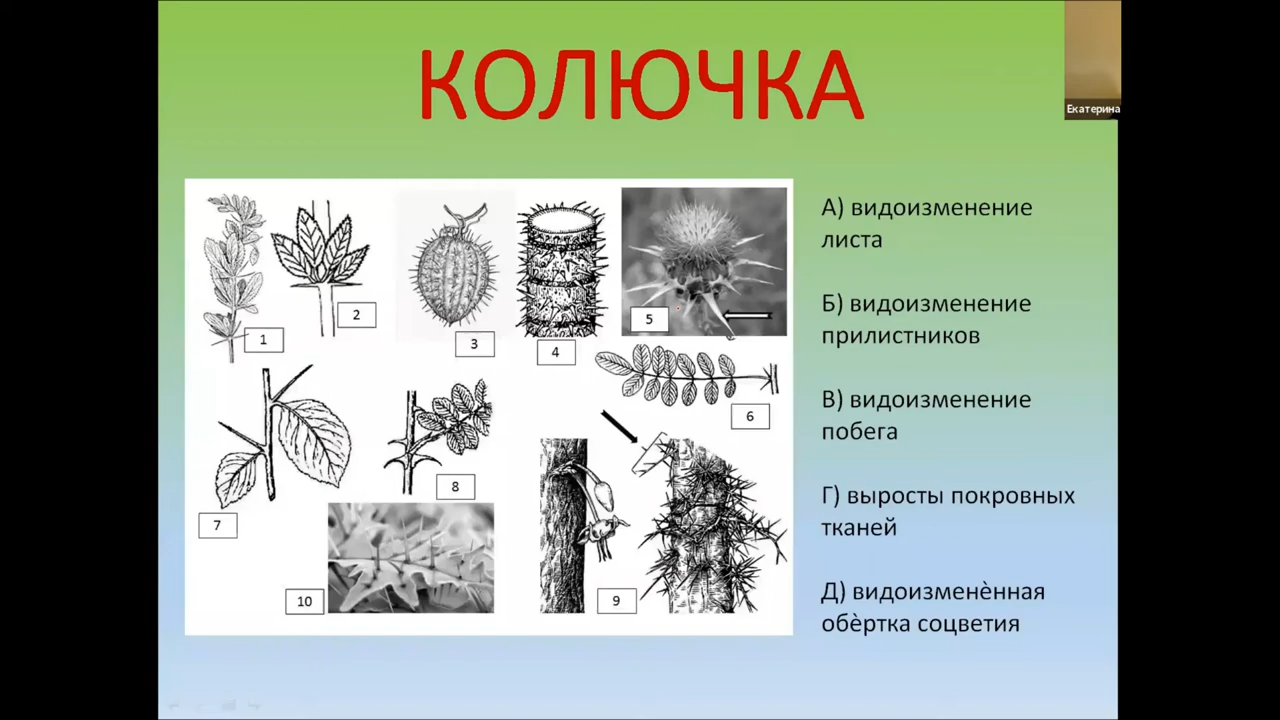 КОЛЮЧКА
Екатерина
А) видоизменение
листа
Б) видоизменение
прилистников
В) видоизменение
побега
Г) выросты покровных
тканей
Д) видоизменѐнная
обѐртка соцветия
1
2
3
4
5
6
7
8
9
10